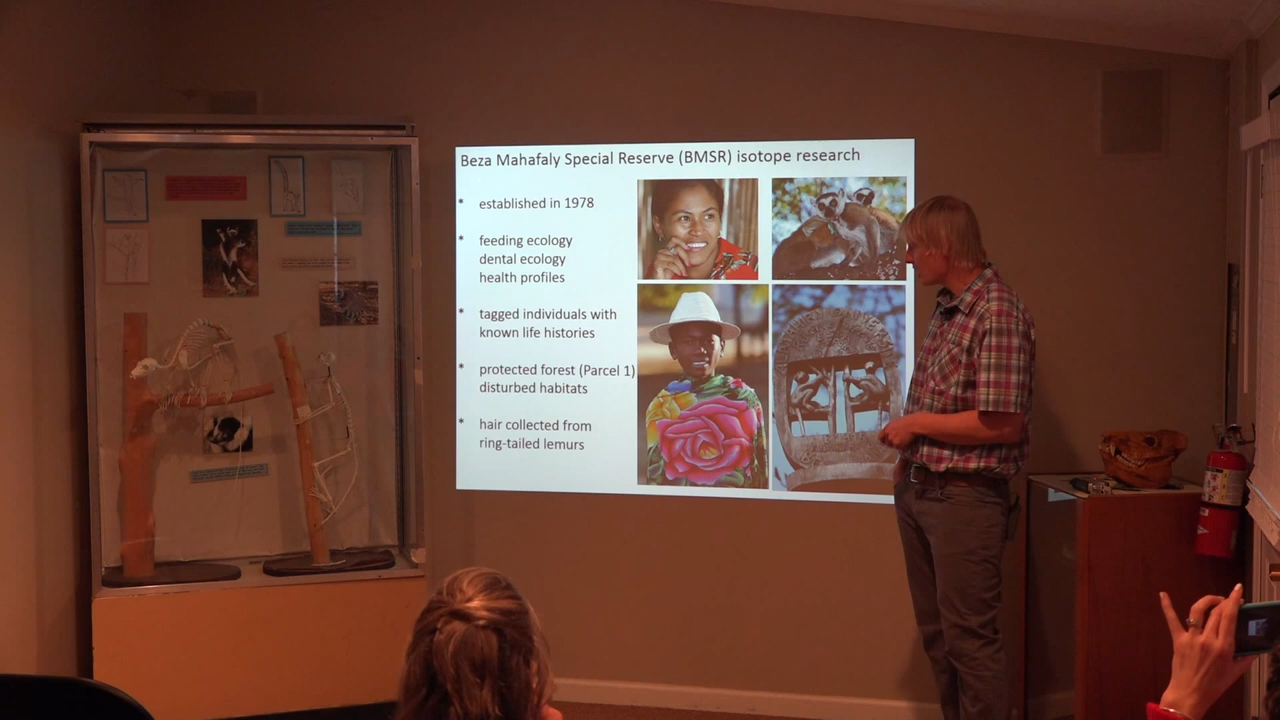 Beza Mahafaly Special Reserve (BMSR) isotope research
* established in 1978
* feeding ecology
dental ecology
health profiles
* tagged individuals with
known life histories
* protected forest (Parcel 1)
disturbed habitats
* hair collected from
ring-tailed lemurs